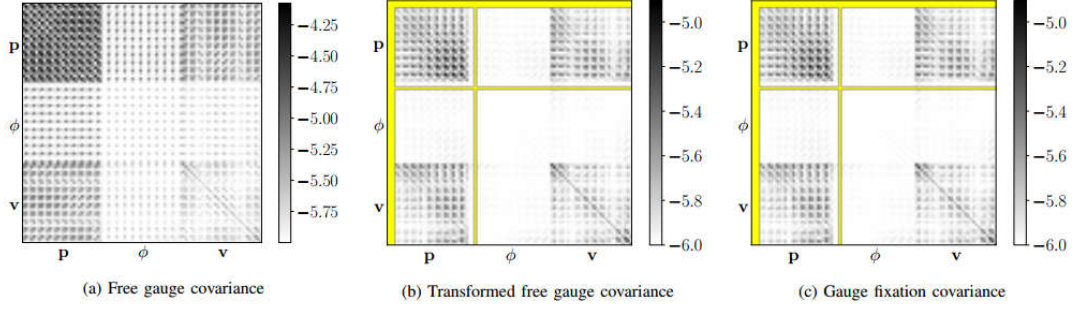 p
ϕ
v
p ϕ v
−4.25
−4.50
−4.75
−5.00
−5.25
−5.50
−5.75
(a) Free gauge covariance
p
ϕ
v
p ϕ v
−5.0
−5.2
−5.4
−5.6
−5.8
−6.0
(b) Transformed free gauge covariance
p
ϕ
v
p ϕ v
−5.0
−5.2
−5.4
−5.6
−5.8
−6.0
(c) Gauge fixation covariance